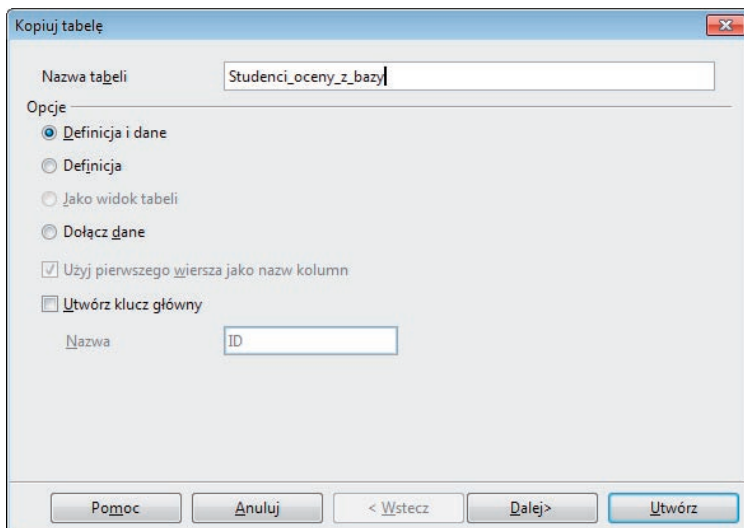 Kopiuj tabelę
Nazwa tabeli Studenci_oceny_z_bazy
Opcje
Definicja i dane
Definicja
Jako widok tabeli
Dołącz dane
Użyj pierwszego wiersza jako nazw kolumn
Utwórz klucz główny
Nazwa ID
Pomoc Anuluj < Wstecz Dalej> Utwórz